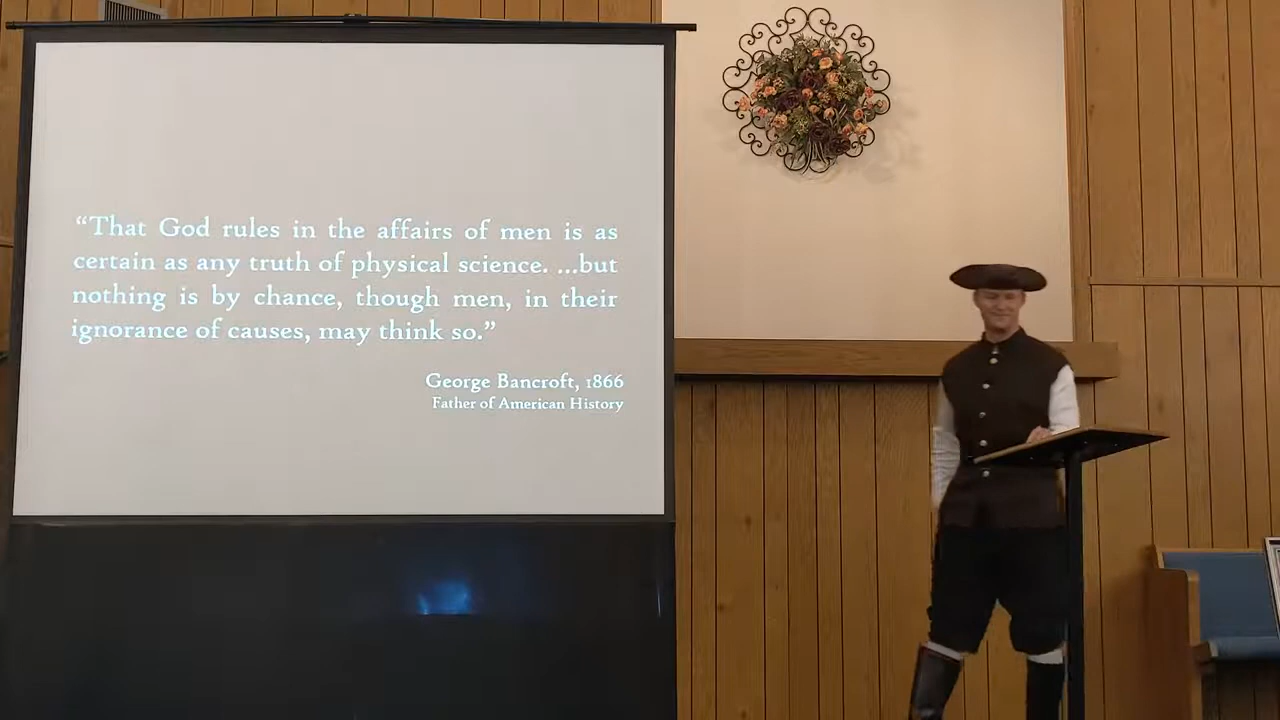 “That God rules in the affairs of men is as
certain as any truth of physical science. ...but
nothing is by chance, though men, in their
ignorance of causes, may think so.”
George Bancroft, 1866
Father of American History